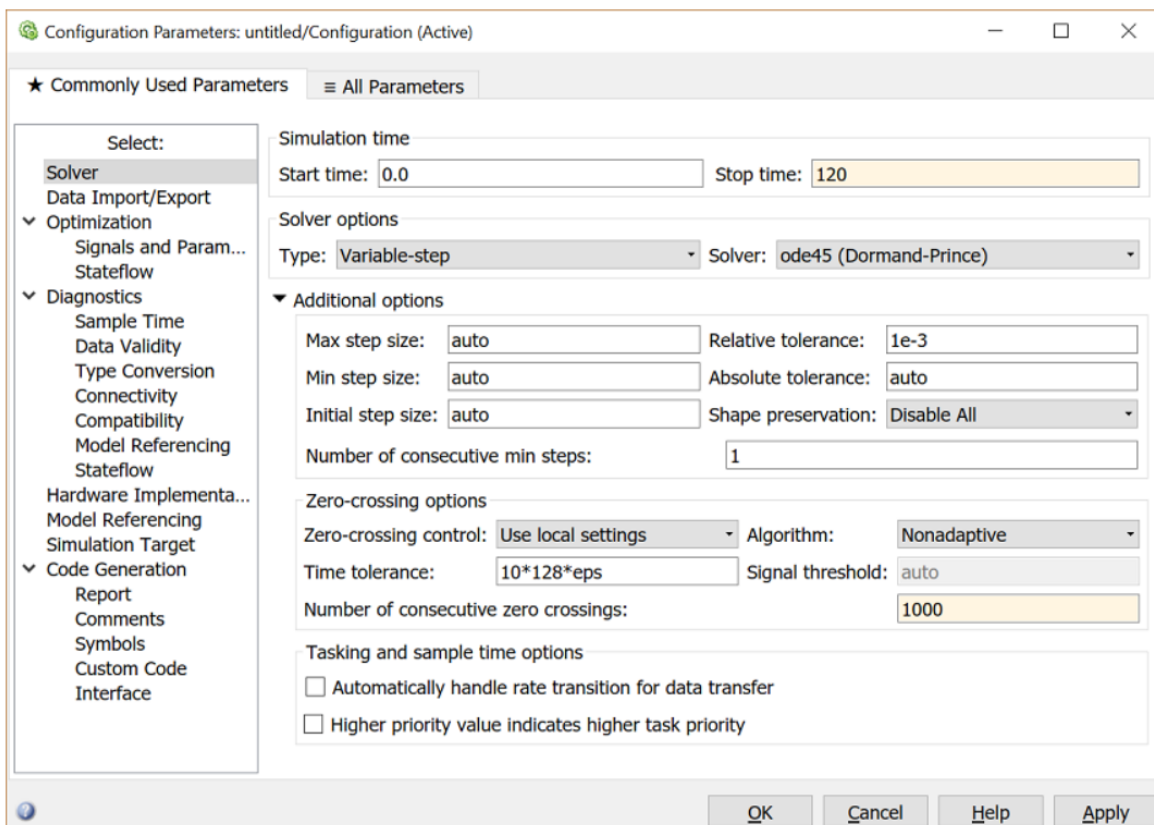 Configuration Parameters: untitled/Configuration (Active)
★ Commonly Used Parameters ≡ All Parameters
Select:
Solver
Data Import/Export
Optimization
Signals and Param...
Stateflow
Diagnostics
Sample Time
Data Validity
Type Conversion
Connectivity
Compatibility
Model Referencing
Stateflow
Hardware Implementa...
Model Referencing
Simulation Target
Code Generation
Report
Comments
Symbols
Custom Code
Interface
Simulation time
Start time: 0.0 Stop time: 120
Solver options
Type: Variable-step Solver: ode45 (Dormand-Prince)
Additional options
Max step size: auto Relative tolerance: 1e-3
Min step size: auto Absolute tolerance: auto
Initial step size: auto Shape preservation: Disable All
Number of consecutive min steps: 1
Zero-crossing options
Zero-crossing control: Use local settings Algorithm: Nonadaptive
Time tolerance: 10*128*eps Signal threshold: auto
Number of consecutive zero crossings: 1000
Tasking and sample time options
Automatically handle rate transition for data transfer
Higher priority value indicates higher task priority
OK Cancel Help Apply